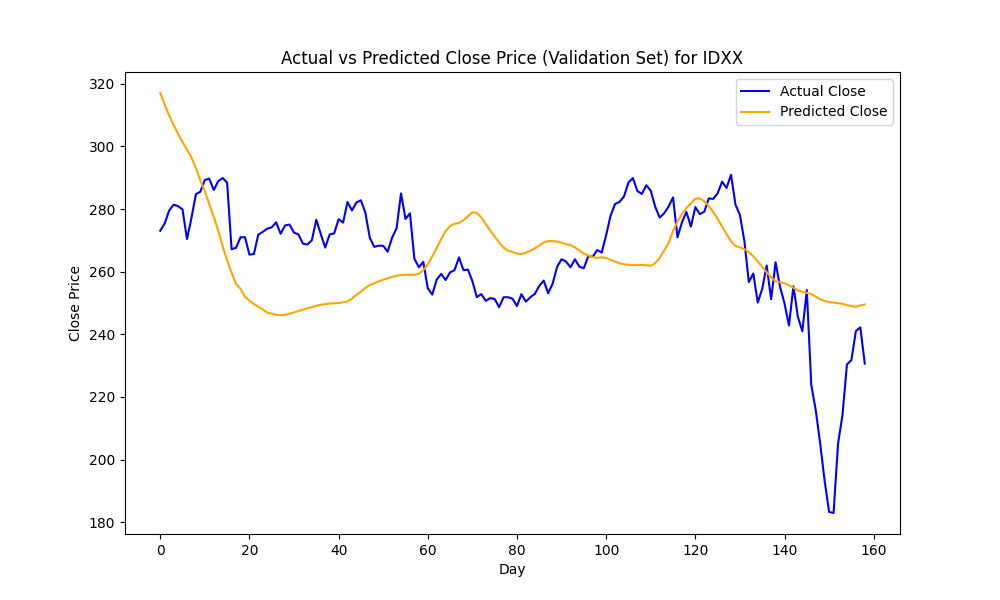 Actual vs Predicted Close Price (Validation Set) for IDXX
Actual Close
Predicted Close
Close Price
320
300
280
260
240
220
200
180
0 20 40 60 80 100 120 140 160
Day